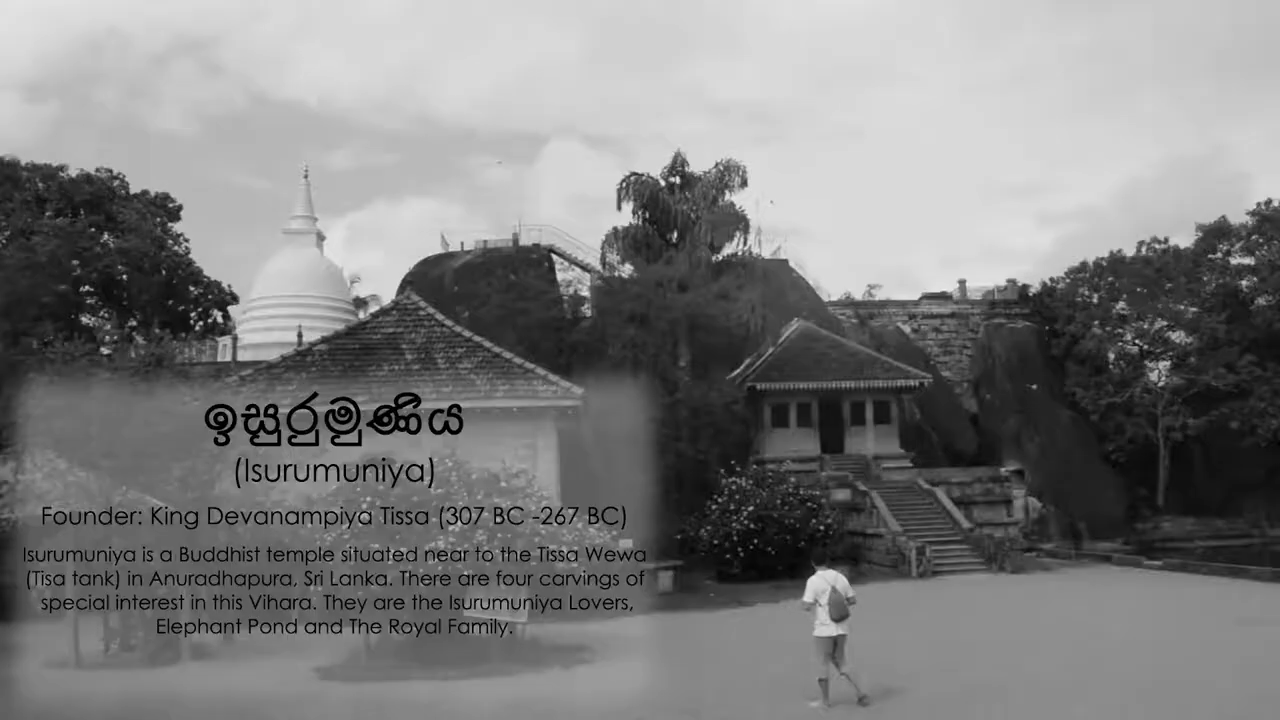 ඉසුරුමුණිය
(Isurumuniya)
Founder: King Devanampiya Tissa (307 BC -267 BC)
Isurumuniya is a Buddhist temple situated near to the Tissa Wewa
(Tisa tank) in Anuradhapura, Sri Lanka. There are four carvings of
special interest in this Vihara. They are the Isurumuniya Lovers,
Elephant Pond and The Royal Family.